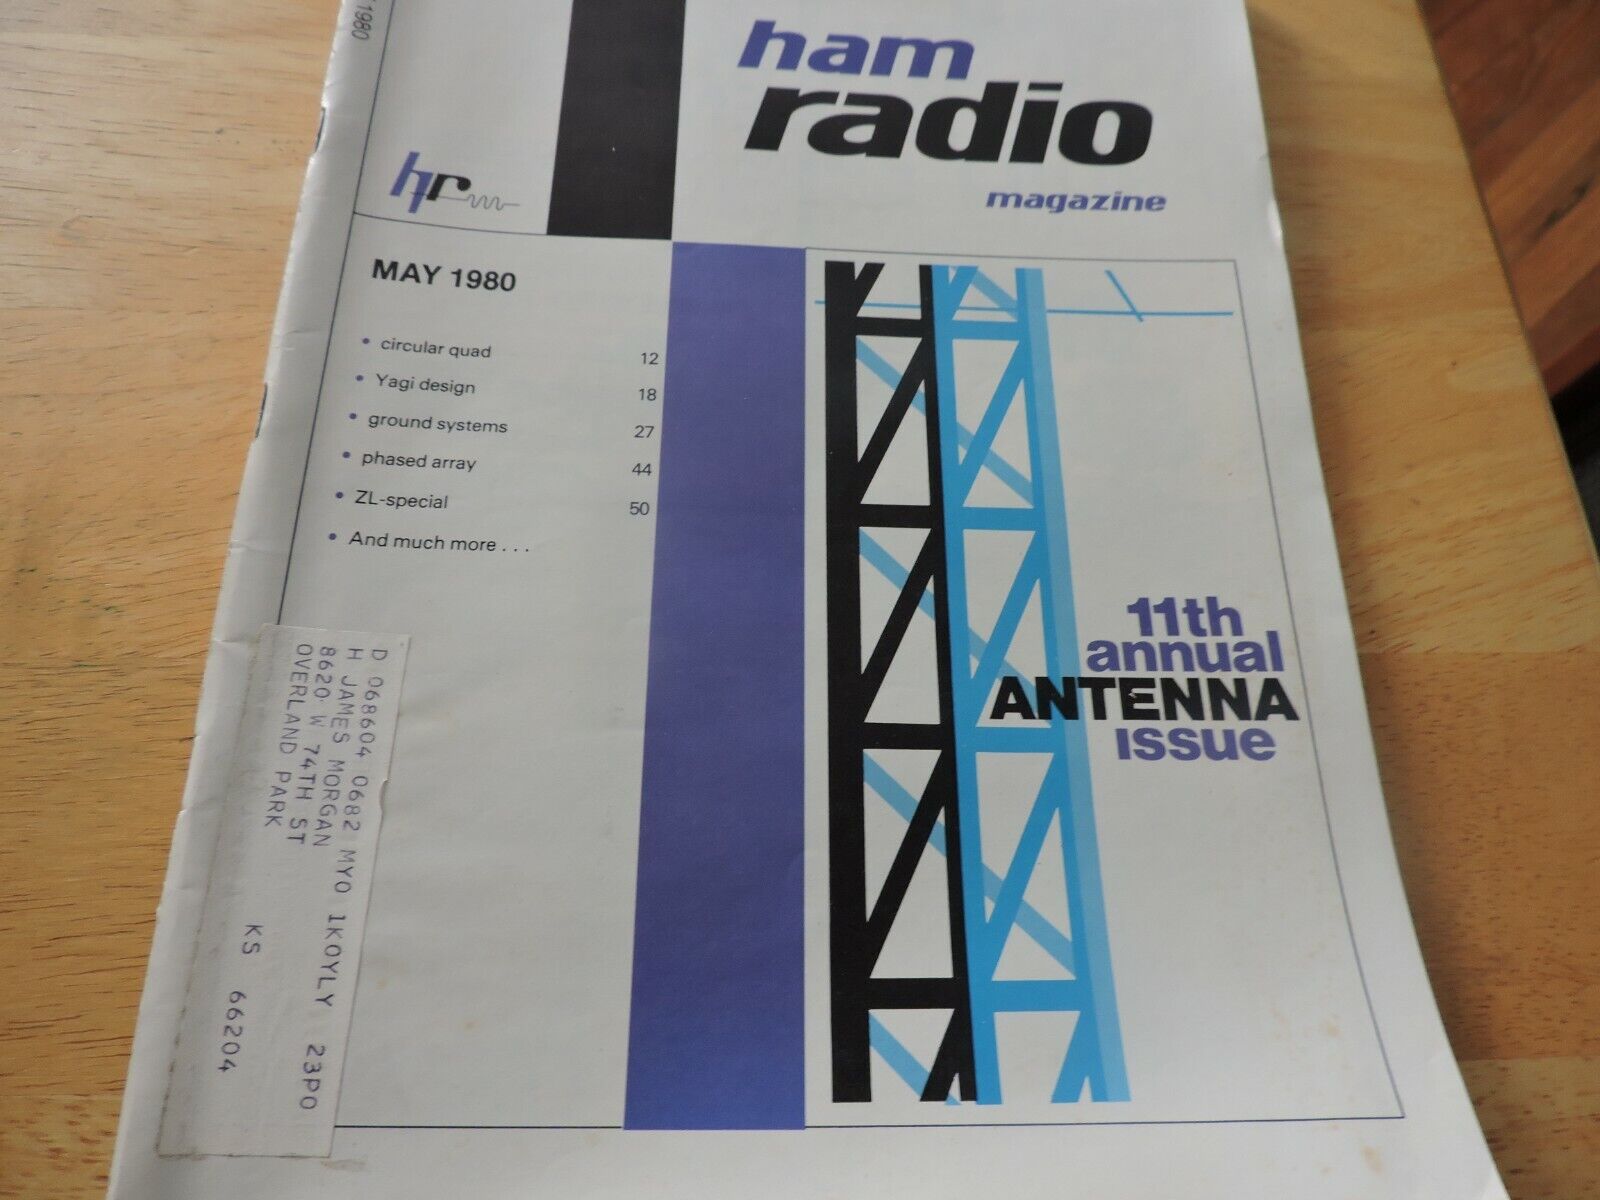 1980
ham
radio
magazine
hr
MAY 1980
• circular quad 12
• Yagi design 18
• ground systems 27
• phased array 44
• ZL-special 50
• And much more . . .
11th
annual
ANTENNA
issue
D 068604 0682 MYO 1K0YLY 23PO
H JAMES MORGAN
8620 W 74TH ST
OVERLAND PARK KS 66204